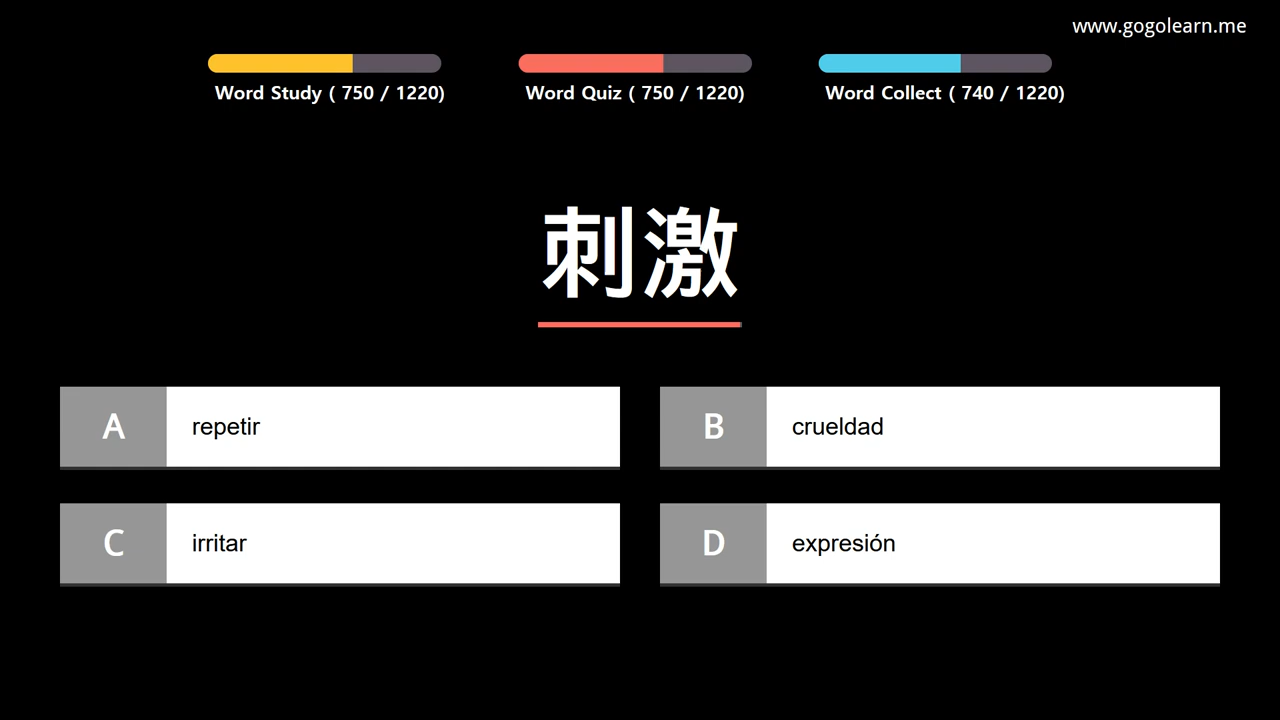 www.gogolearn.me
Word Study ( 750 / 1220)
Word Quiz ( 750 / 1220)
Word Collect ( 740 / 1220)
刺激
A
repetir
B
crueldad
C
irritar
D
expresión